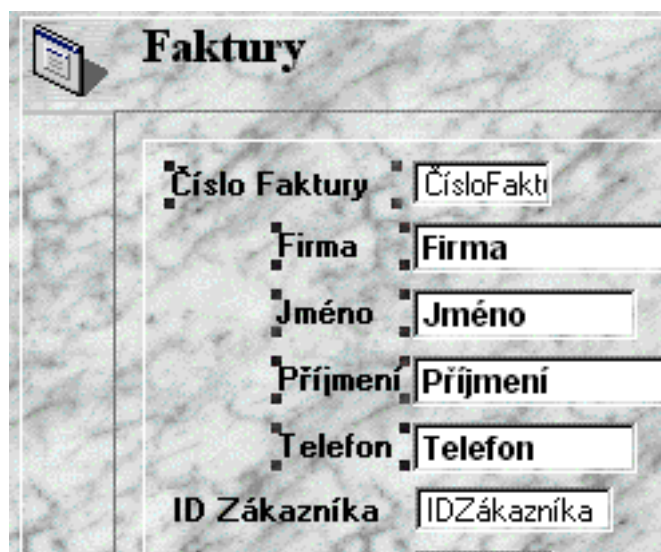 Faktury
Číslo Faktury ČísloFaktu
Firma Firma
Jméno Jméno
Příjmení Příjmení
Telefon Telefon
ID Zákazníka IDZákazníka